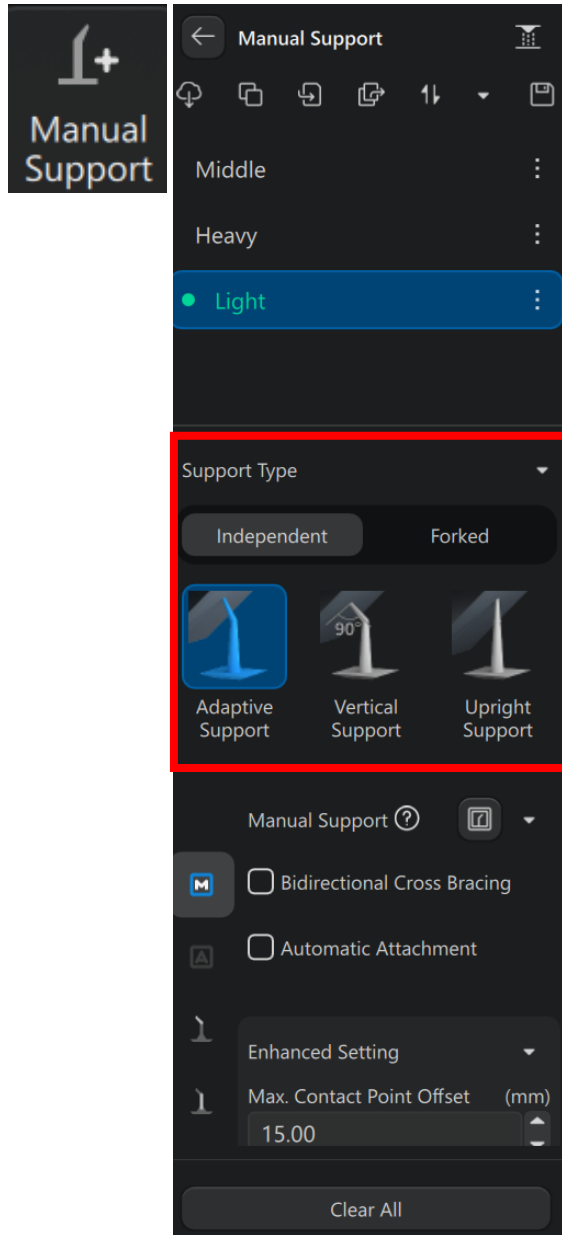 Manual
Support
Manual Support
Middle
Heavy
Light
Support Type
Independent Forked
90°
Adaptive Support
Vertical Support
Upright Support
Manual Support ?
M
Bidirectional Cross Bracing
A
Automatic Attachment
Enhanced Setting
Max. Contact Point Offset (mm)
15.00
Clear All